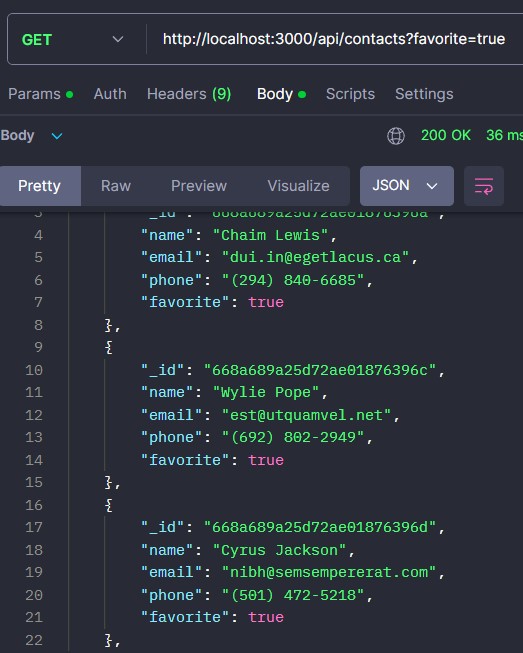 GET http://localhost:3000/api/contacts?favorite=true
Params Auth Headers (9) Body Scripts Settings
Body 200 OK 36 ms
Pretty Raw Preview Visualize JSON
3 "_id": "668a689a25d72ae01876396a",
4 "name": "Chaim Lewis",
5 "email": "dui.in@egetlacus.ca",
6 "phone": "(294) 840-6685",
7 "favorite": true
8 },
9 {
10 "_id": "668a689a25d72ae01876396c",
11 "name": "Wylie Pope",
12 "email": "est@utquamvel.net",
13 "phone": "(692) 802-2949",
14 "favorite": true
15 },
16 {
17 "_id": "668a689a25d72ae01876396d",
18 "name": "Cyrus Jackson",
19 "email": "nibh@semsempererat.com",
20 "phone": "(501) 472-5218",
21 "favorite": true
22 },